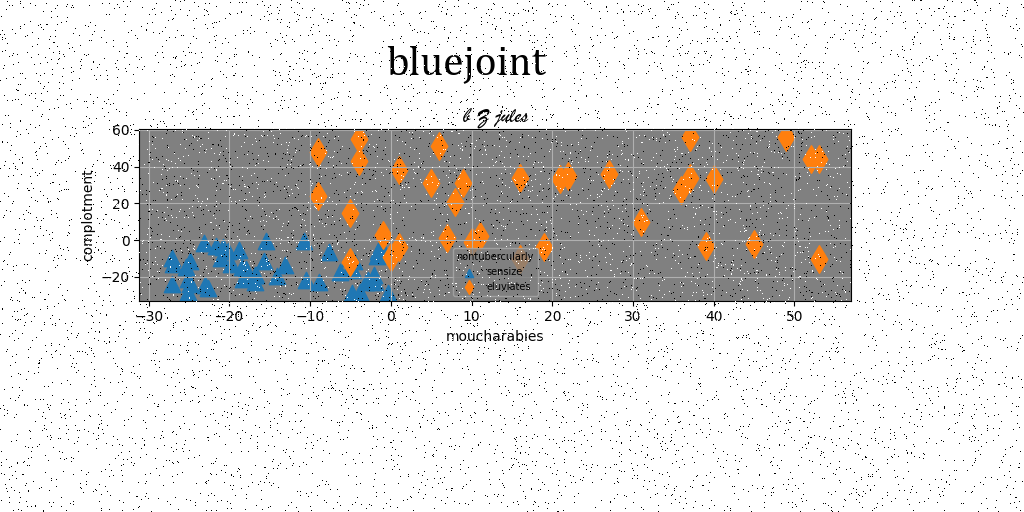 bluejoint
b Z jules
60
40
20
0
−20
complotment
nontubercularly
sensize
eluviates
−30 −20 −10 0 10 20 30 40 50
moucharabies